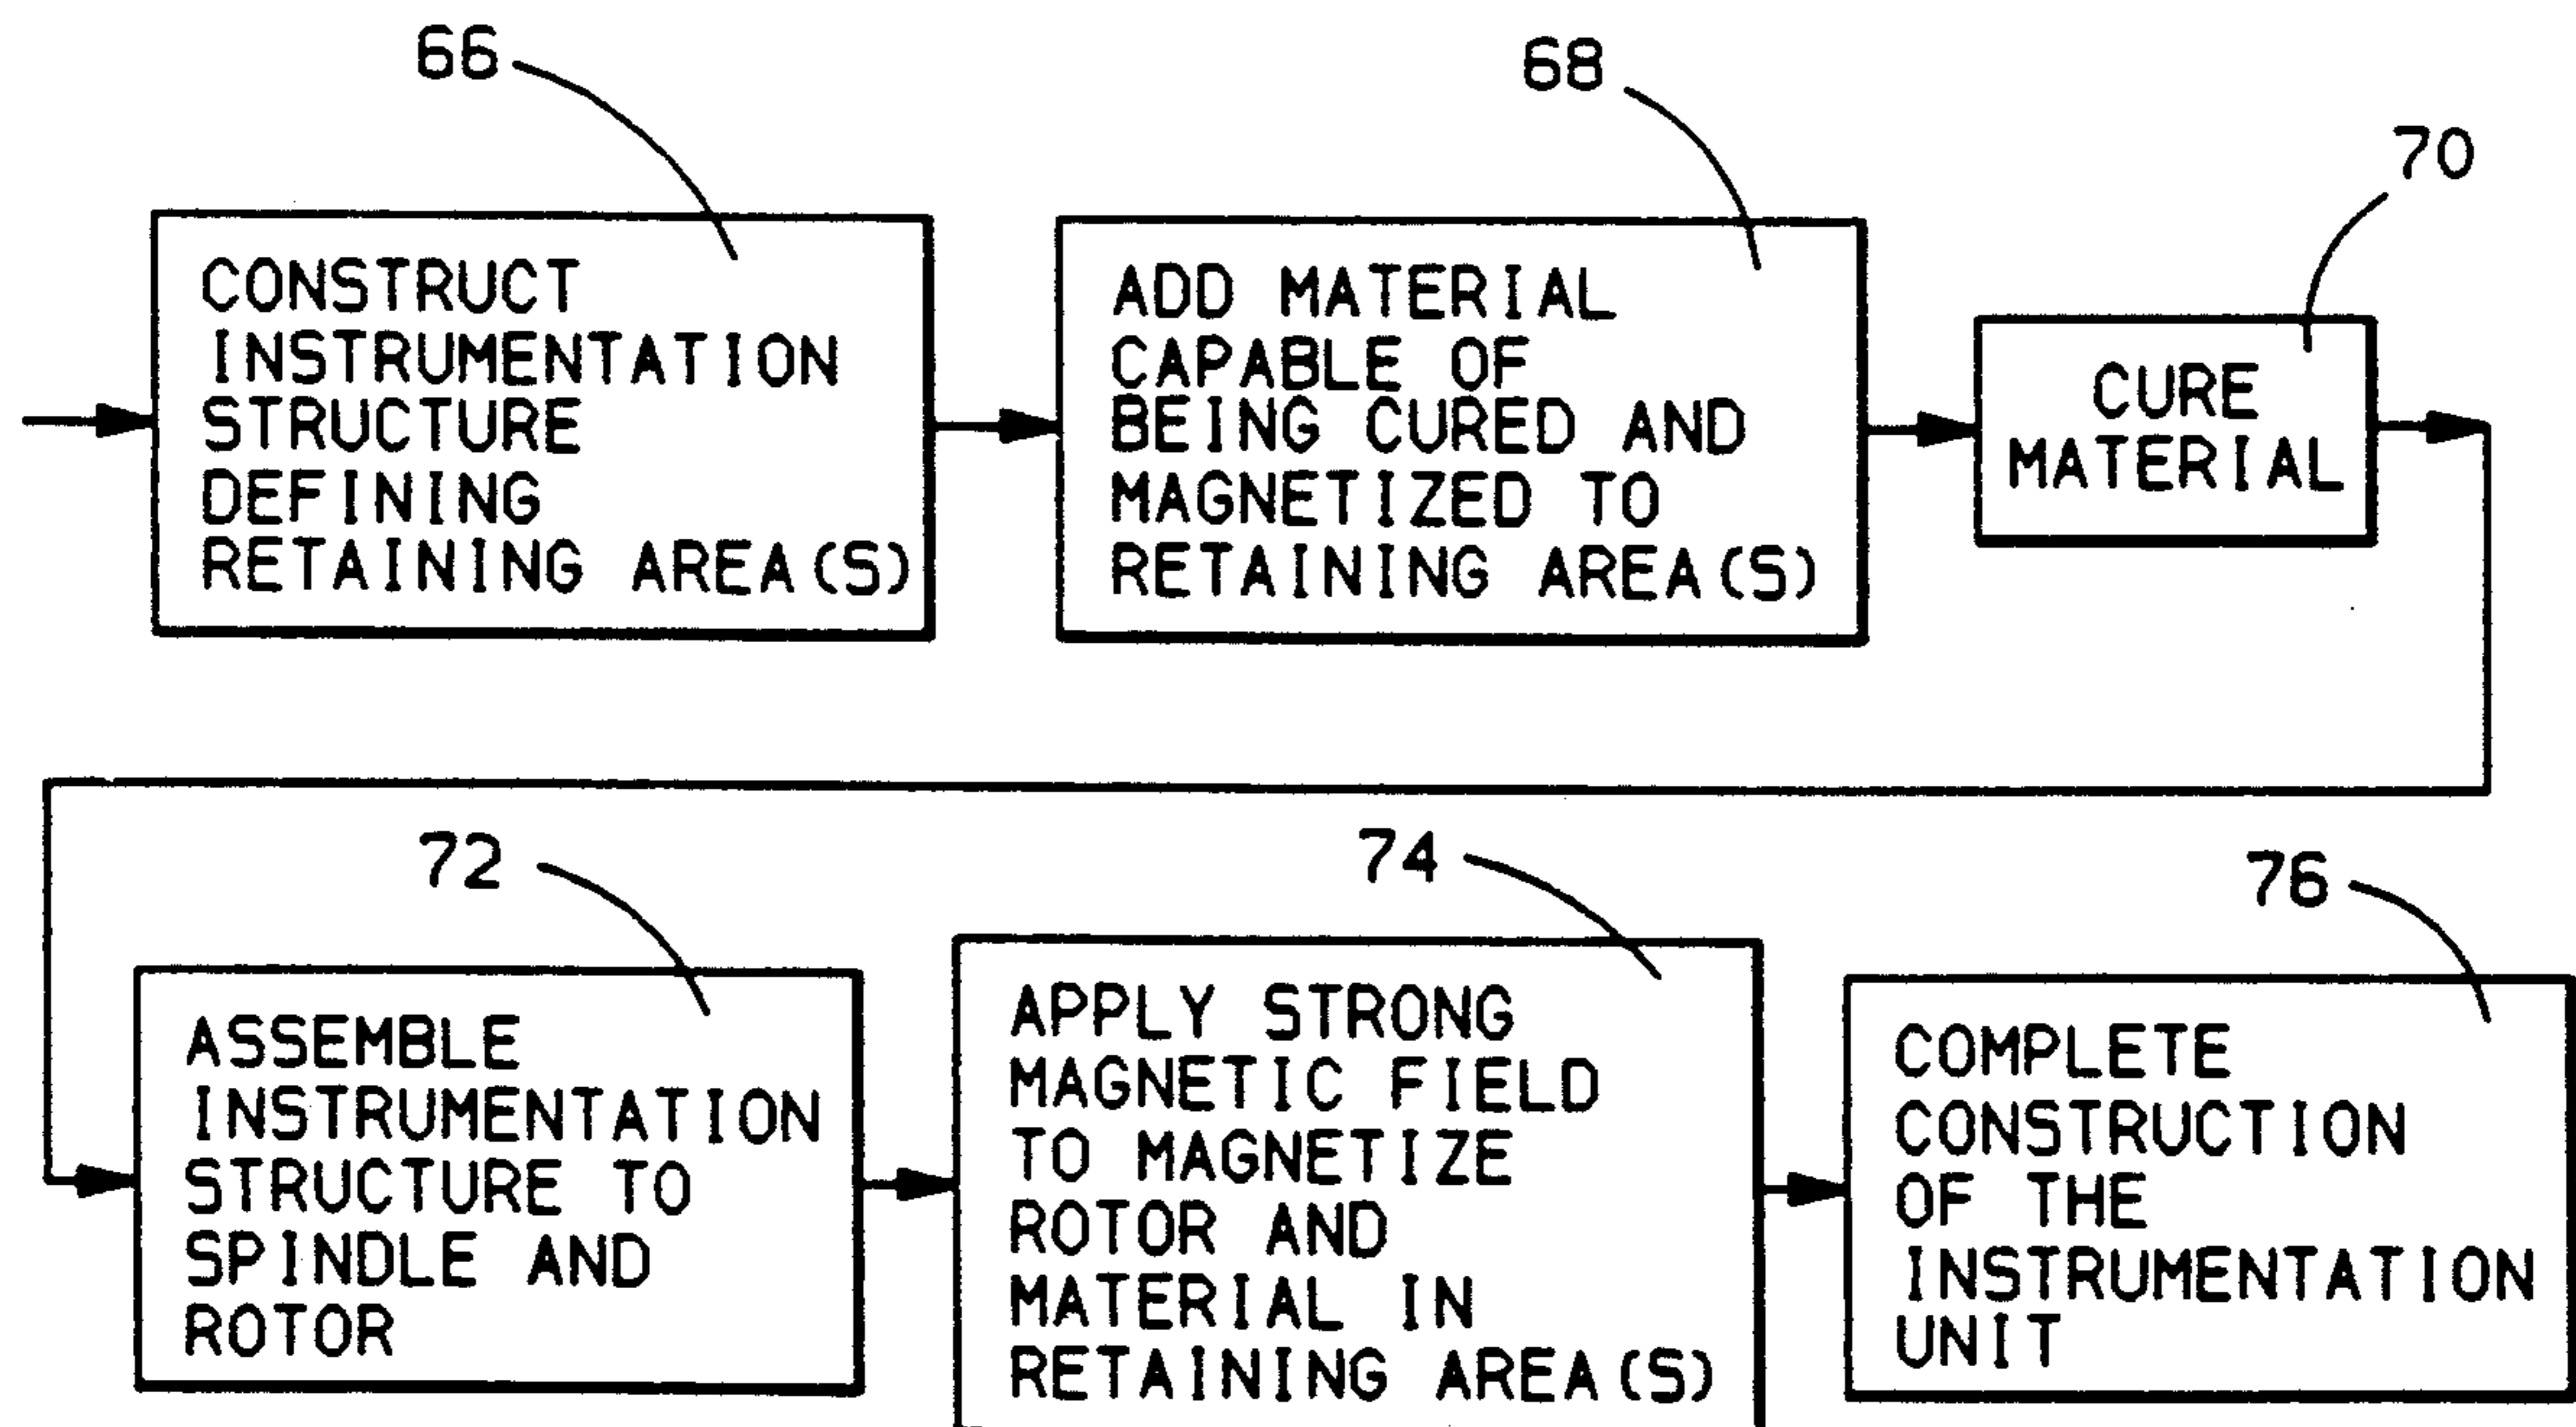 66
CONSTRUCT
INSTRUMENTATION
STRUCTURE
DEFINING
RETAINING AREA(S)
68
ADD MATERIAL
CAPABLE OF
BEING CURED AND
MAGNETIZED TO
RETAINING AREA(S)
70
CURE
MATERIAL
72
ASSEMBLE
INSTRUMENTATION
STRUCTURE TO
SPINDLE AND
ROTOR
74
APPLY STRONG
MAGNETIC FIELD
TO MAGNETIZE
ROTOR AND
MATERIAL IN
RETAINING AREA(S)
76
COMPLETE
CONSTRUCTION
OF THE
INSTRUMENTATION
UNIT